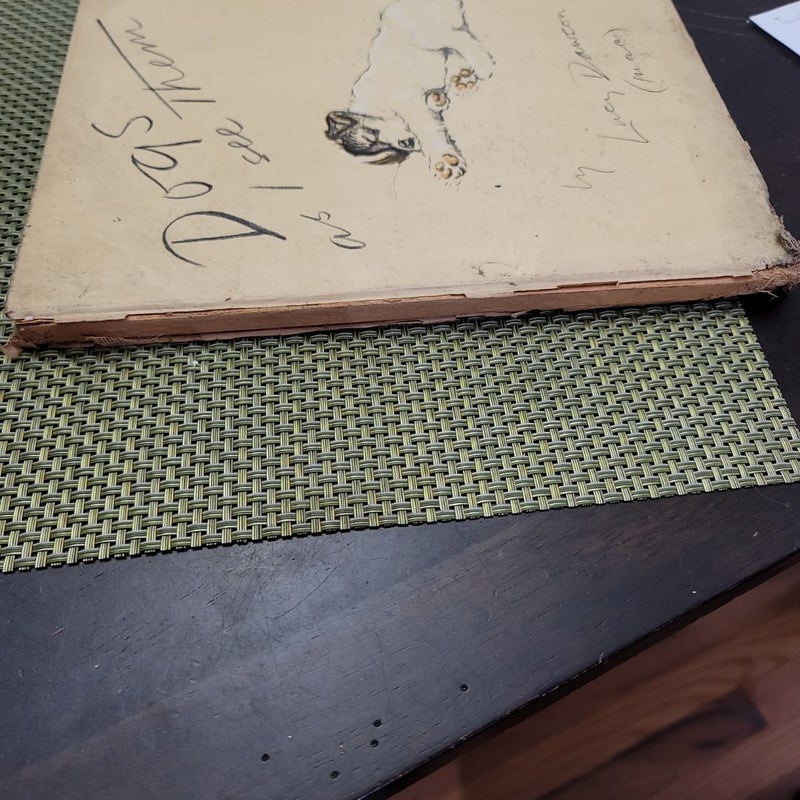 Dogs
as I see Them
by Lucy Dawson
(Mac)